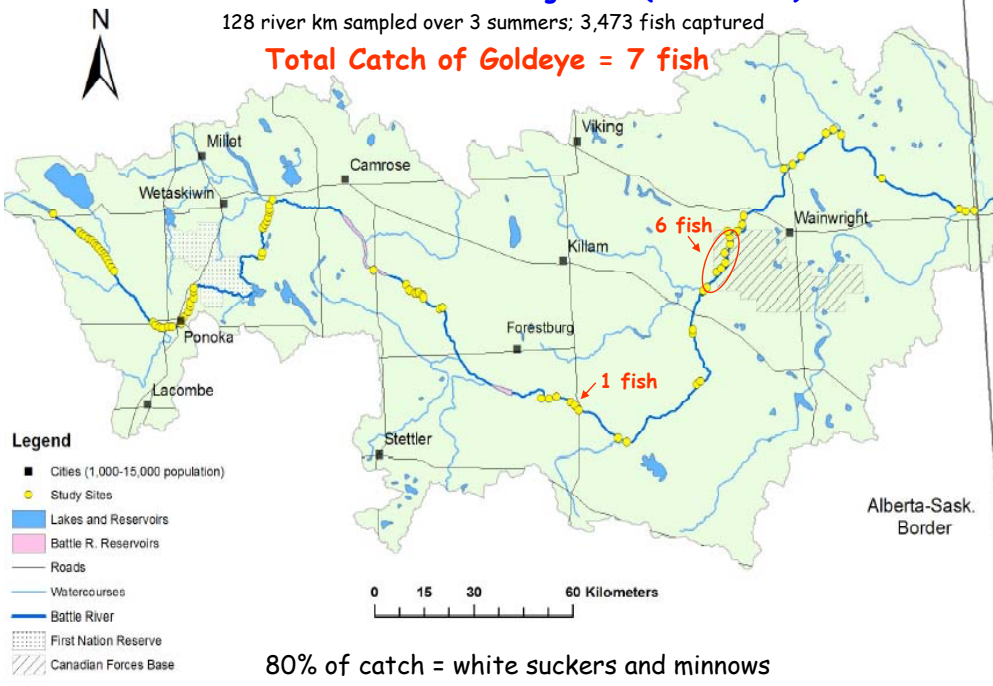 128 river km sampled over 3 summers; 3,473 fish captured
Total Catch of Goldeye = 7 fish
N
Viking
Millet
Camrose
Wetaskiwin
Wainwright
6 fish
Killam
Ponoka
Forestburg
1 fish
Lacombe
Stettler
Legend
Cities (1,000-15,000 population)
Study Sites
Lakes and Reservoirs
Battle R. Reservoirs
Roads
Watercourses
Battle River
First Nation Reserve
Canadian Forces Base
Alberta-Sask.
Border
0 15 30 60 Kilometers
80% of catch = white suckers and minnows